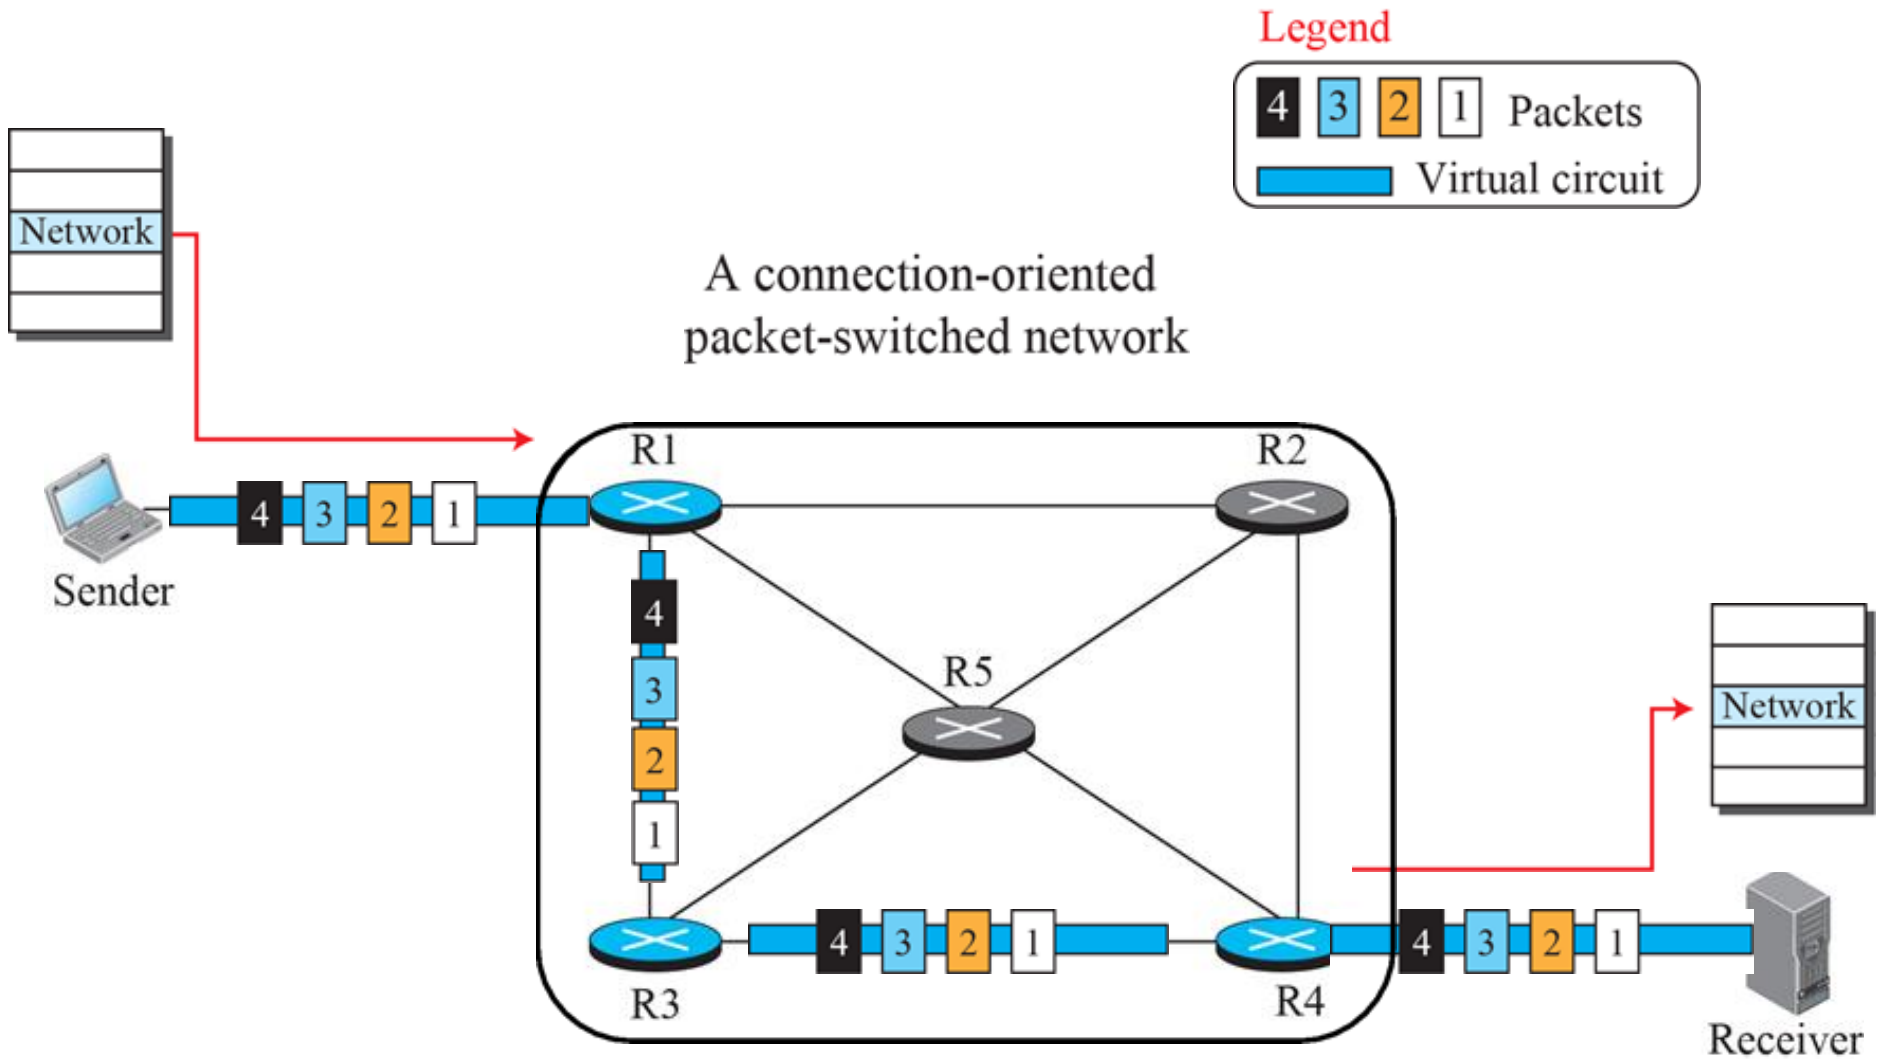 Legend
4 3 2 1 Packets
Virtual circuit
Network
A connection-oriented
packet-switched network
R1
R2
4 3 2 1
Sender
4
3
2
1
R5
Network
R3
4 3 2 1
R4
4 3 2 1
Receiver